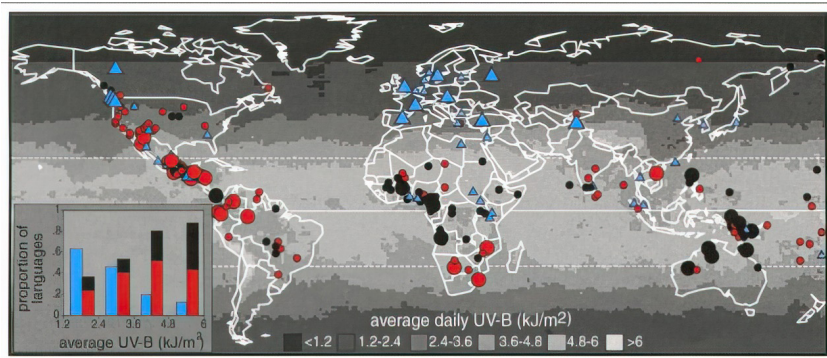 average daily UV-B (kJ/m2)
<1.2 1.2-2.4 2.4-3.6 3.6-4.8 4.8-6 >6
proportion of
languages
1
.8
.6
.4
.2
0
1.2 2.4 3.6 4.8 6
average UV-B (kJ/m2)